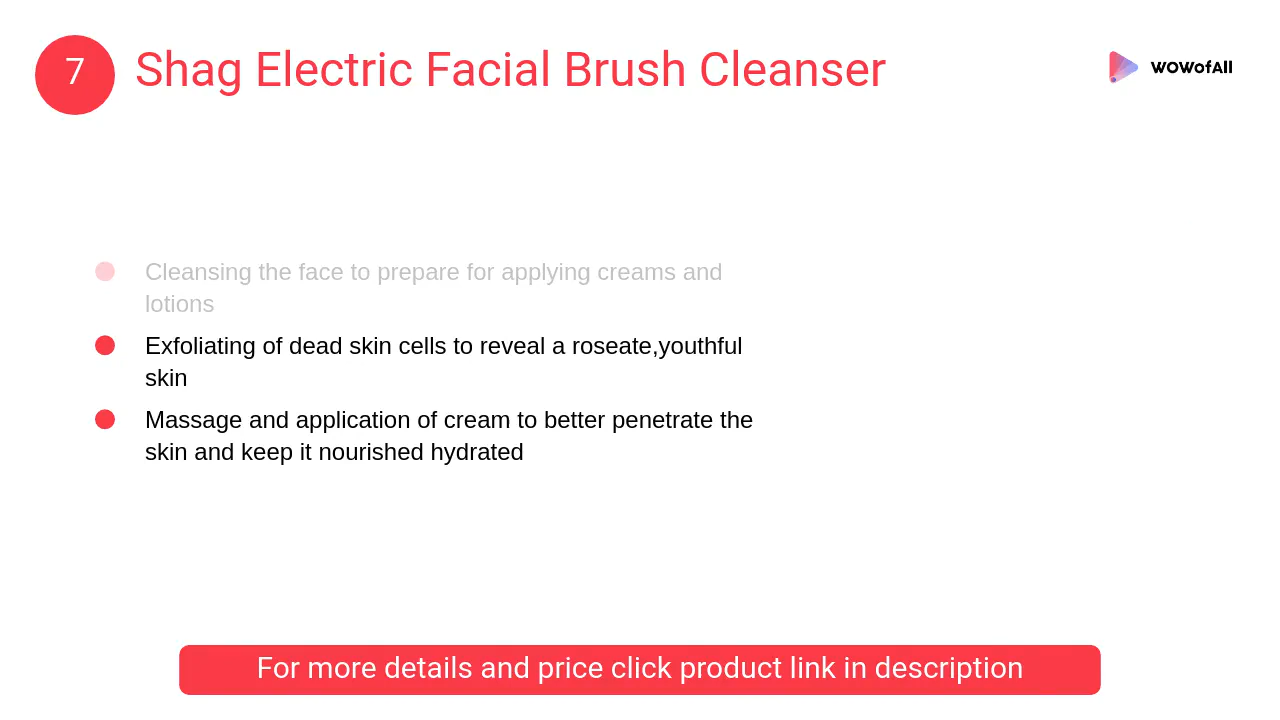 7
Shag Electric Facial Brush Cleanser
WOWofAll
Cleansing the face to prepare for applying creams and
lotions
Exfoliating of dead skin cells to reveal a roseate,youthful
skin
Massage and application of cream to better penetrate the
skin and keep it nourished hydrated
For more details and price click product link in description